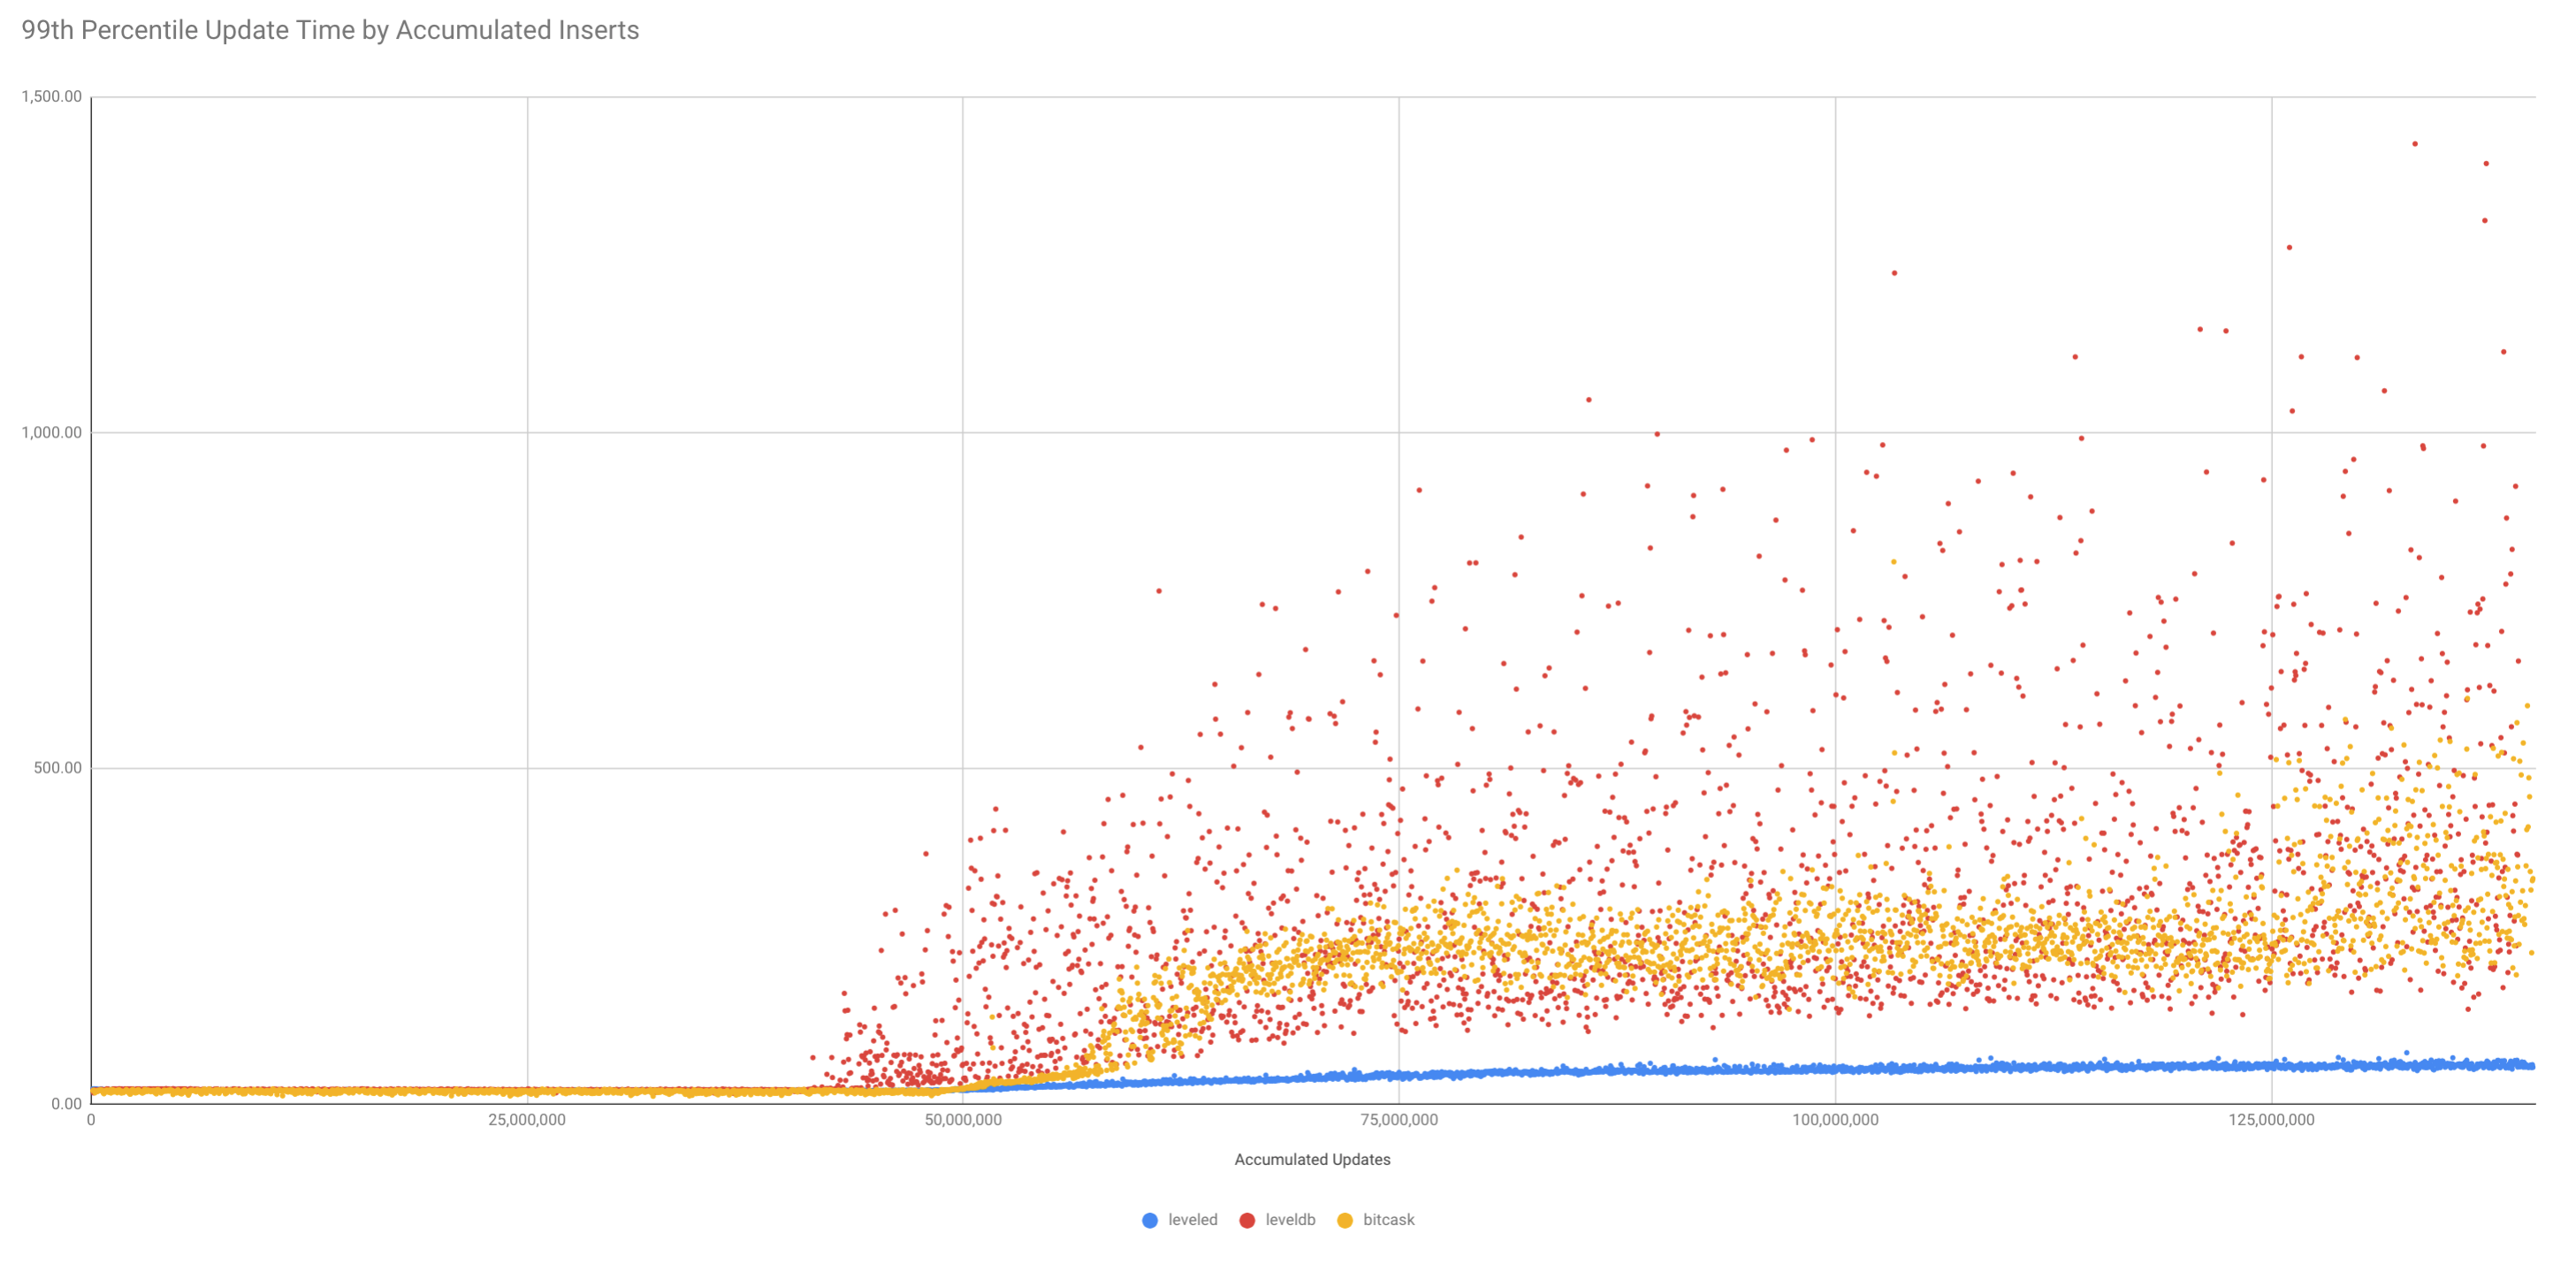 99th Percentile Update Time by Accumulated Inserts
1,500.00
1,000.00
500.00
0.00
0 25,000,000 50,000,000 75,000,000 100,000,000 125,000,000
Accumulated Updates
leveled leveldb bitcask